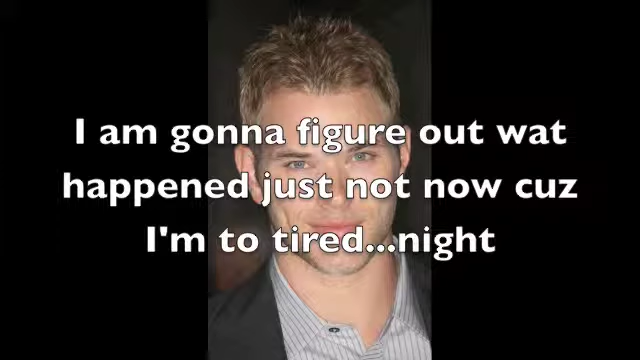 I am gonna figure out wat
happened just not now cuz
I'm to tired...night